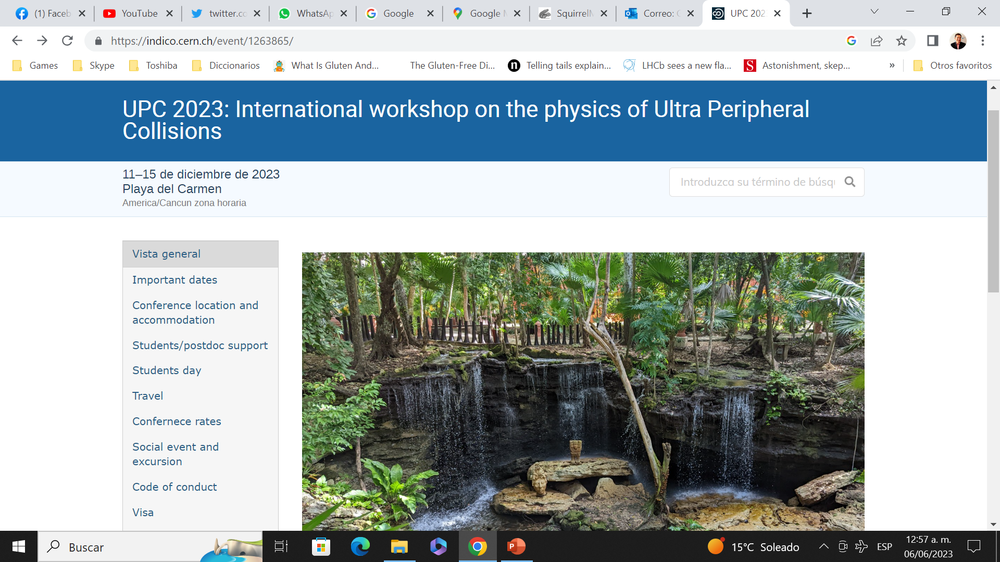 (1) Faceb
YouTube
twitter.co
WhatsAp
Google
Google M
SquirrelM
Correo: C
UPC 202
https://indico.cern.ch/event/1263865/
Games
Skype
Toshiba
Diccionarios
What Is Gluten And...
The Gluten-Free Di...
n
Telling tails explain...
LHCb sees a new fla...
S
Astonishment, skep...
»
Otros favoritos
UPC 2023: International workshop on the physics of Ultra Peripheral
Collisions
11–15 de diciembre de 2023
Playa del Carmen
America/Cancun zona horaria
Introduzca su término de búsq
Vista general
Important dates
Conference location and
accommodation
Students/postdoc support
Students day
Travel
Confernece rates
Social event and
excursion
Code of conduct
Visa
Buscar
P
15°C Soleado
ESP
12:57 a. m.
06/06/2023